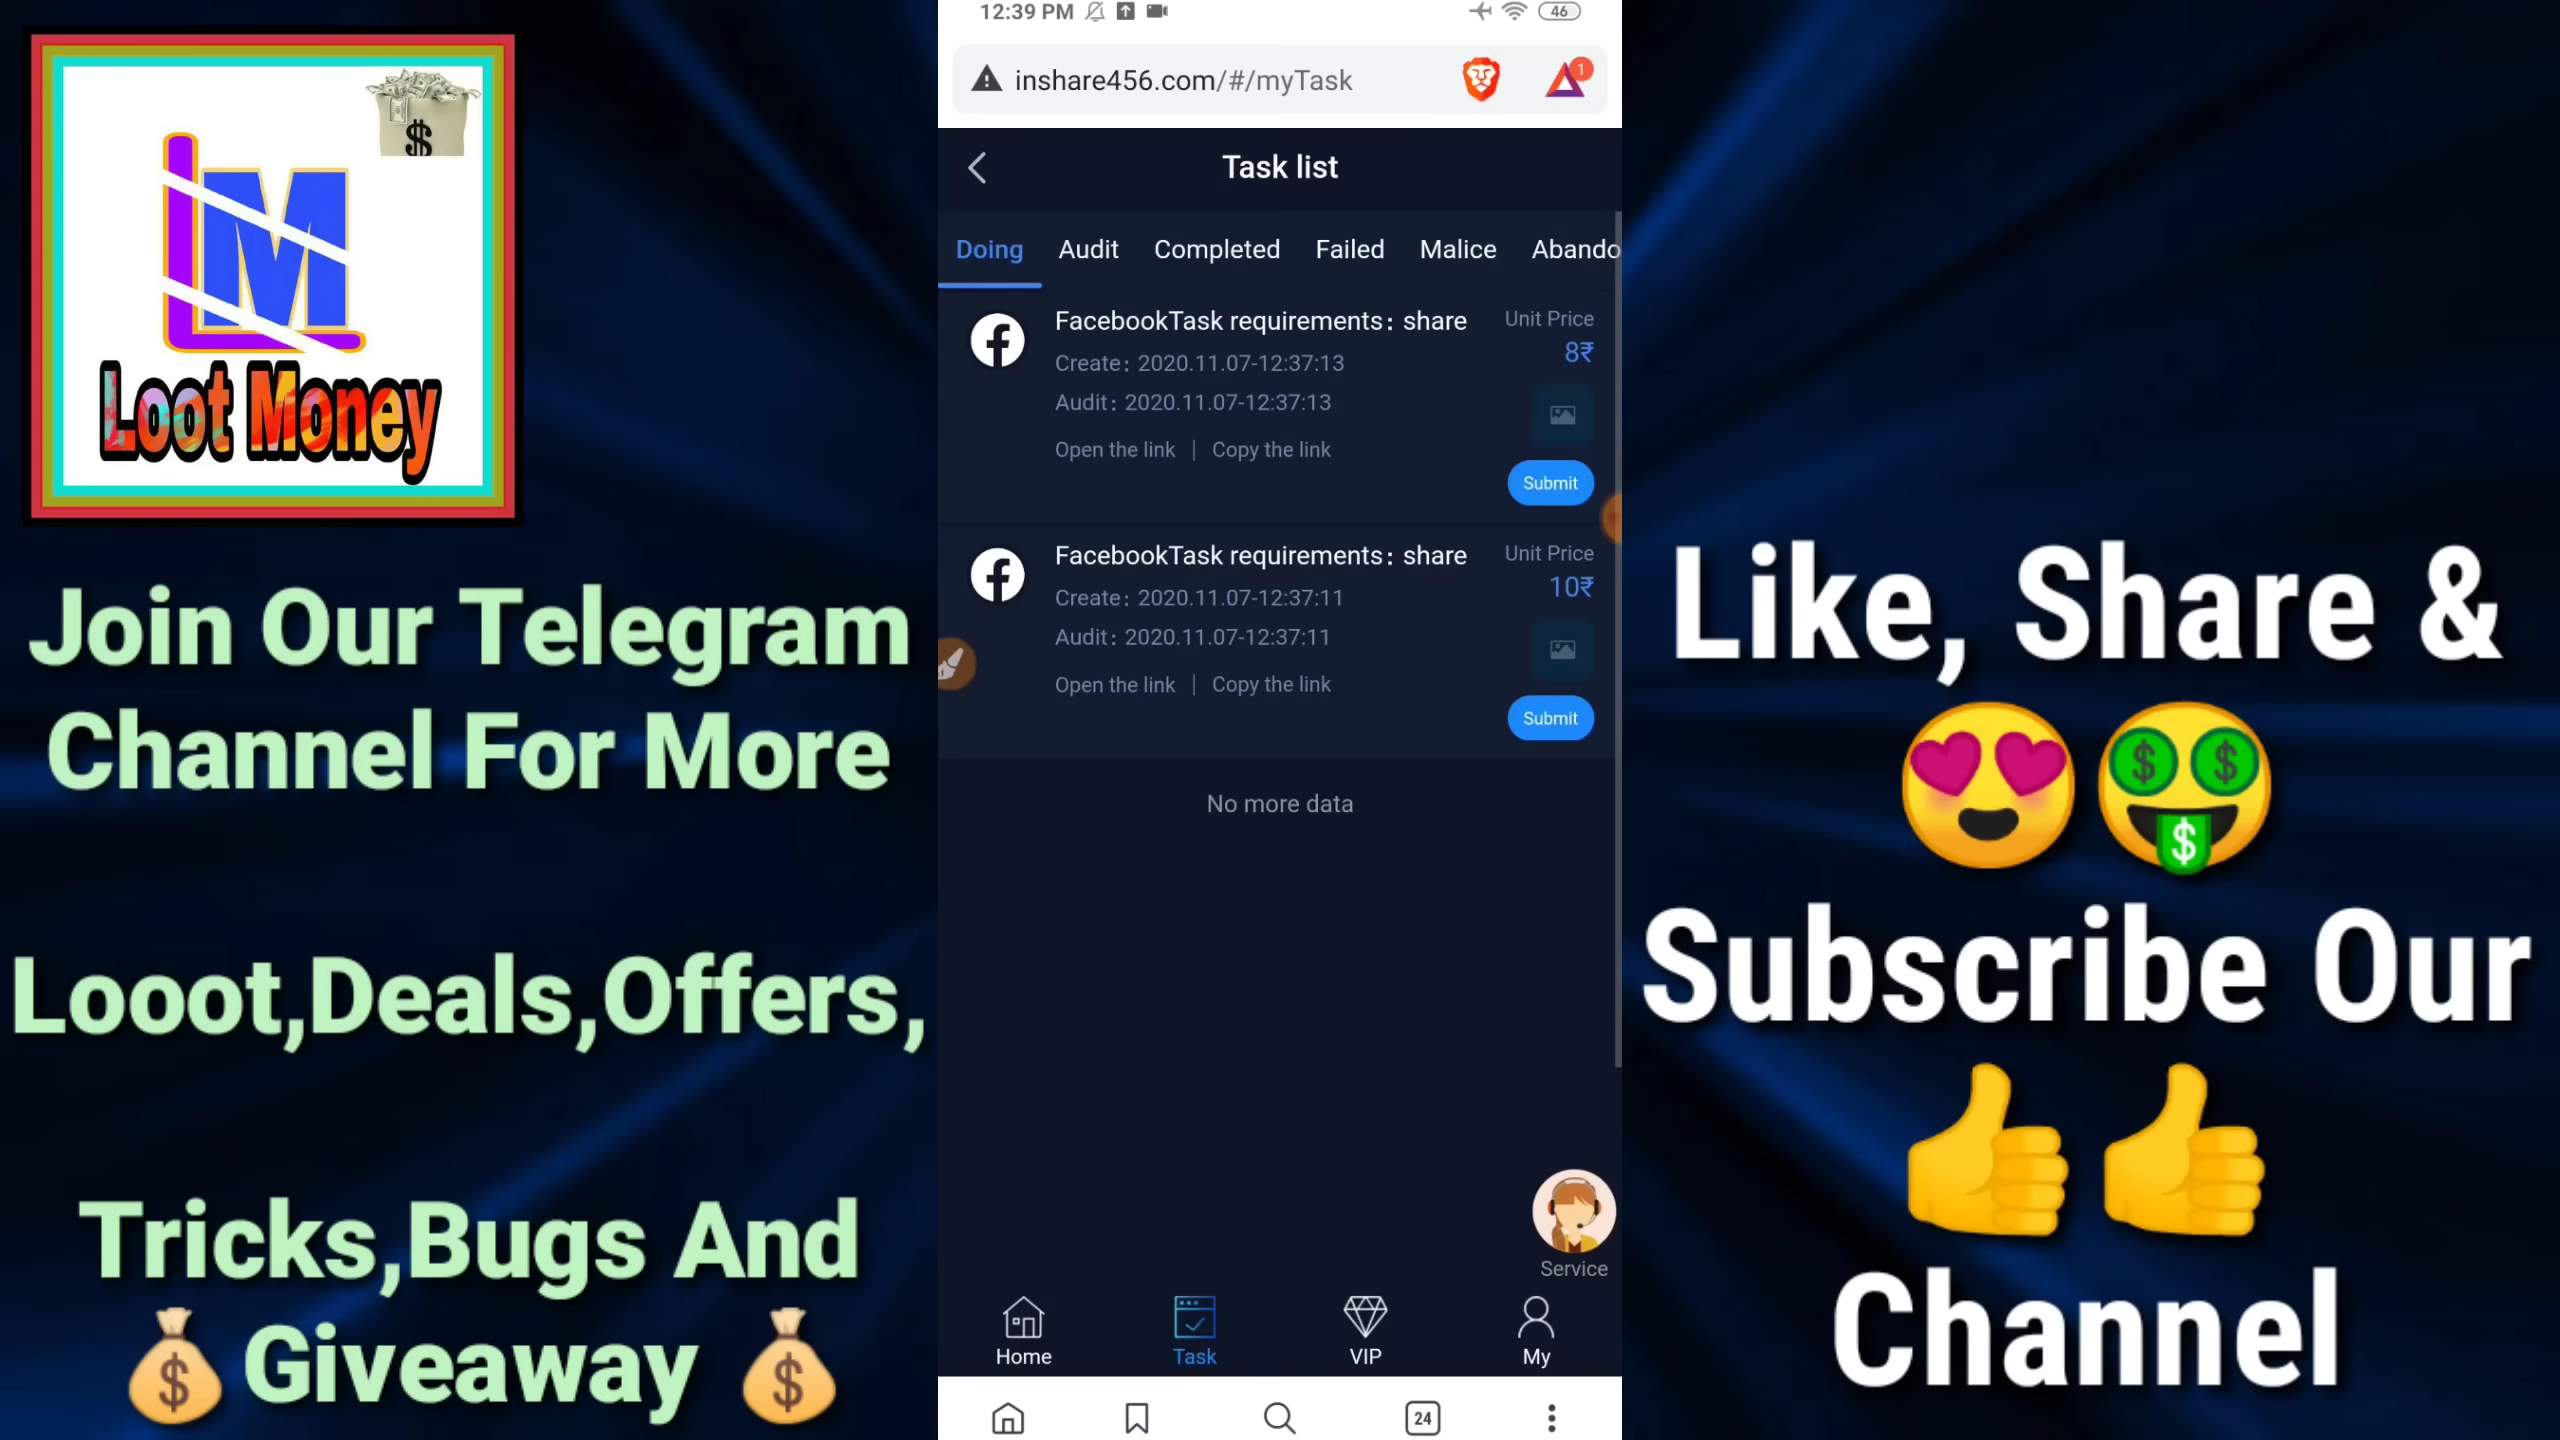 LM
Loot Money
Join Our Telegram
Channel For More
Looot,Deals,Offers,
Tricks,Bugs And
Giveaway
12:39 PM
46
inshare456.com/#/myTask
1
Task list
Doing Audit Completed Failed Malice Abando
FacebookTask requirements: share
Unit Price
8₹
Create: 2020.11.07-12:37:13
Audit: 2020.11.07-12:37:13
Open the link | Copy the link
Submit
FacebookTask requirements: share
Unit Price
10₹
Create: 2020.11.07-12:37:11
Audit: 2020.11.07-12:37:11
Open the link | Copy the link
Submit
No more data
Service
Home Task VIP My
24
Like, Share &
Subscribe Our
Channel